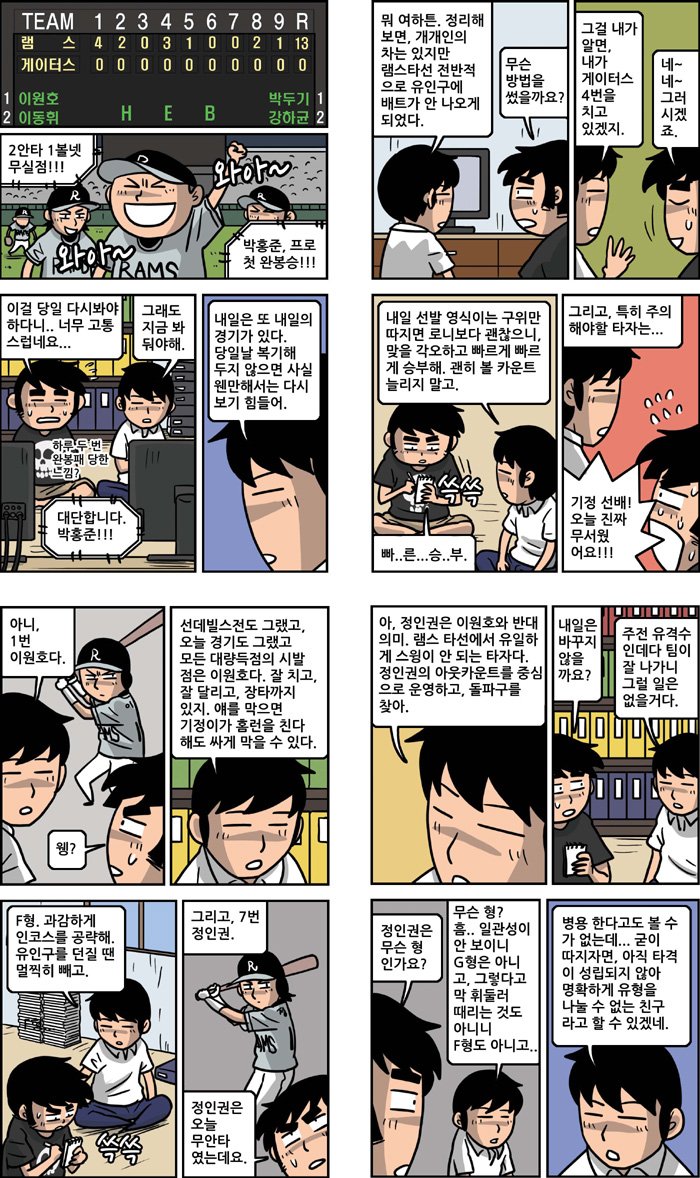 TEAM 1 2 3 4 5 6 7 8 9 R
램 스 4 2 0 3 1 0 0 2 1 13
게이터스 0 0 0 0 0 0 0 0 0 0
1 이원호 박두기 1
2 이동휘 H E B 강하균 2
2안타 1볼넷
무실점!!!
와아~
와아~
R
R
RAMS
박홍준, 프로
첫 완봉승!!!
이걸 당일 다시봐야
하다니.. 너무 고통
스럽네요...
그래도
지금 봐
둬야해.
하루 두 번
완봉패 당한
느낌?
대단합니다.
박홍준!!!
내일은 또 내일의
경기가 있다.
당일날 복기해
두지 않으면 사실
웬만해서는 다시
보기 힘들어.
뭐 여하튼. 정리해
보면, 개개인의
차는 있지만
램스타선 전반적
으로 유인구에
배트가 안 나오게
되었다.
무슨
방법을
썼을까요?
그걸 내가
알면,
내가
게이터스
4번을
치고
있겠지.
네~
네~
그러
시겠
죠.
내일 선발 영식이는 구위만
따지면 로니보다 괜찮으니,
맞을 각오하고 빠르게 빠르
게 승부해. 괜히 볼 카운트
늘리지 말고.
쓱쓱
빠..른...승..부.
그리고, 특히 주의
해야할 타자는...
기정 선배!
오늘 진짜
무서웠
어요!!!
아니,
1번
이원호다.
R
웽?
선데빌스전도 그랬고,
오늘 경기도 그랬고
모든 대량득점의 시발
점은 이원호다. 잘 치고,
잘 달리고, 장타까지
있지. 얘를 막으면
기정이가 홈런을 친다
해도 싸게 막을 수 있다.
F형. 과감하게
인코스를 공략해.
유인구를 던질 땐
멀찍히 빼고.
쓱쓱
그리고, 7번
정인권.
R
정인권은
오늘
무안타
였는데요.
아, 정인권은 이원호와 반대
의미. 램스 타선에서 유일하
게 스윙이 안 되는 타자다.
정인권의 아웃카운트를 중심
으로 운영하고, 돌파구를
찾아.
내일은
바꾸지
않을
까요?
주전 유격수
인데다 팀이
잘 나가니
그럴 일은
없을거다.
정인권은
무슨 형
인가요?
무슨 형?
흠.. 일관성이
안 보이니
G형은 아니
고, 그렇다고
막 휘둘러
때리는 것도
아니니
F형도 아니고..
병용 한다고도 볼 수
가 없는데... 굳이
따지자면, 아직 타격
이 성립되지 않아
명확하게 유형을
나눌 수 없는 친구
라고 할 수 있겠네.